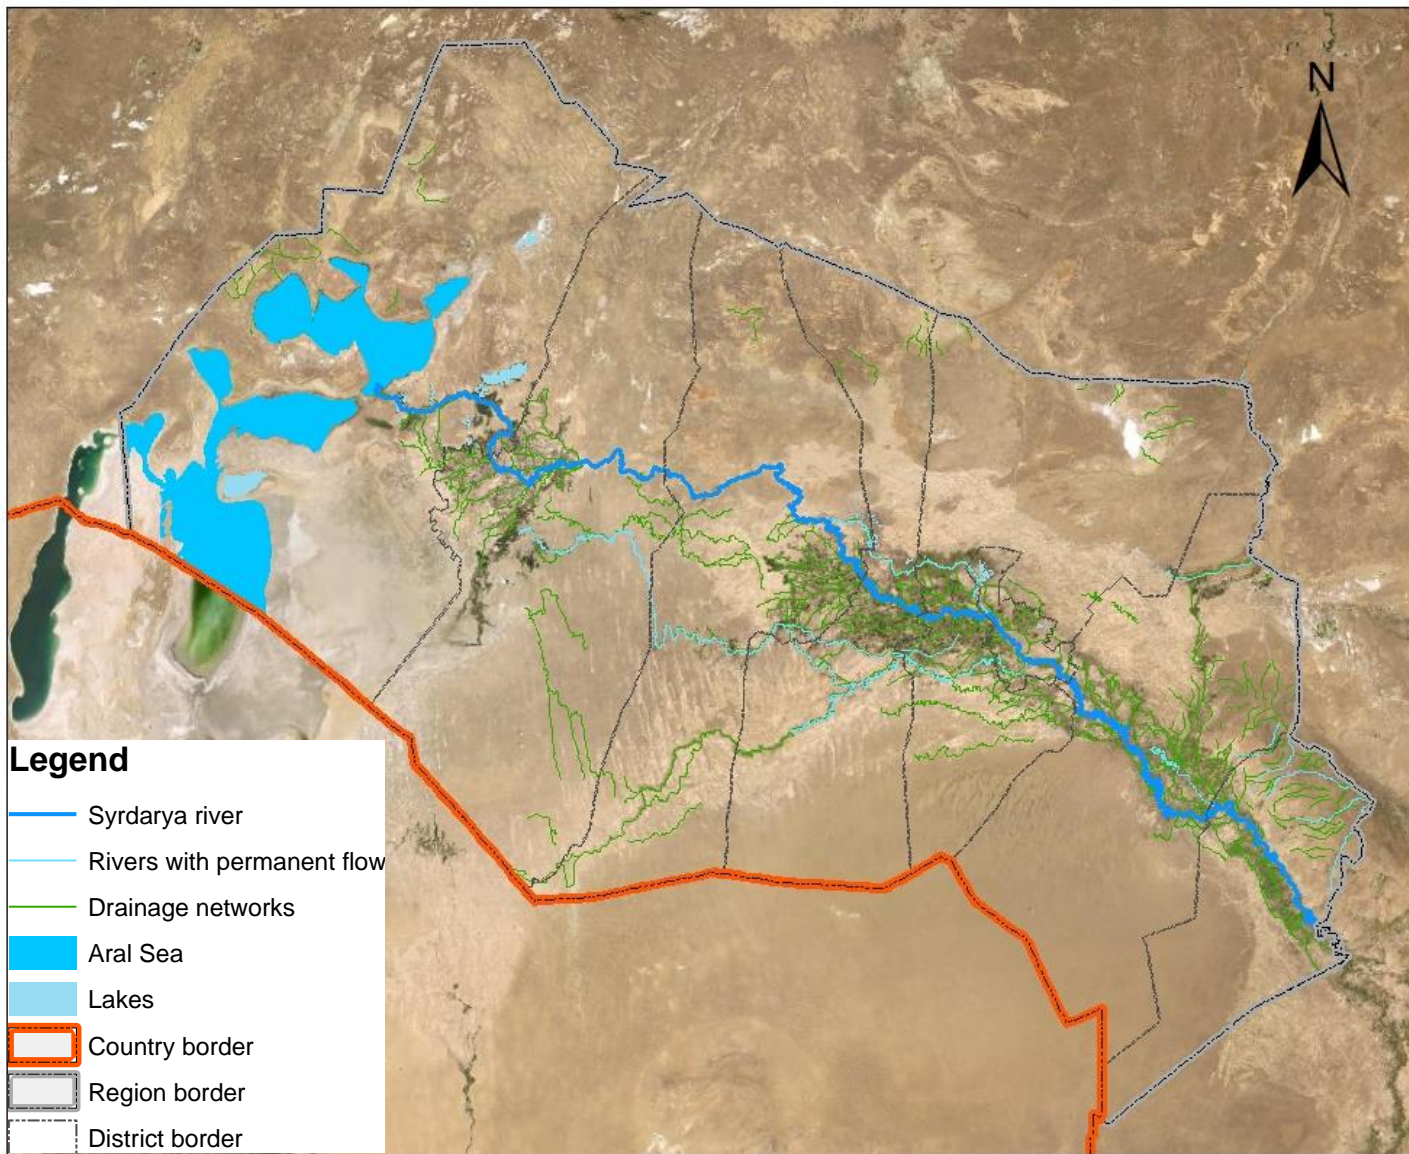 N
Legend
Syrdarya river
Rivers with permanent flow
Drainage networks
Aral Sea
Lakes
Country border
Region border
District border